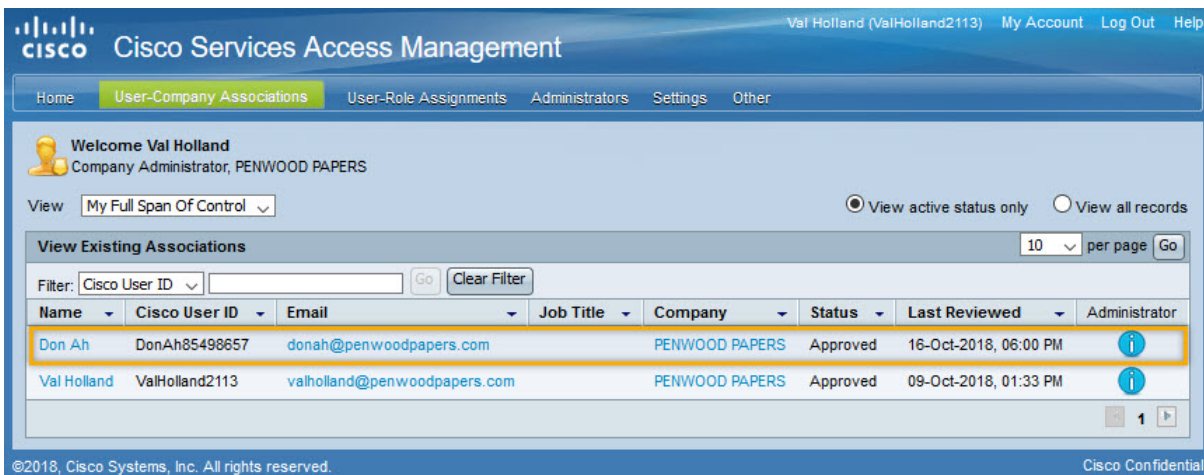 Val Holland (ValHolland2113) My Account Log Out Help
CISCO Cisco Services Access Management
Home User-Company Associations User-Role Assignments Administrators Settings Other
Welcome Val Holland
Company Administrator, PENWOOD PAPERS
View My Full Span Of Control View active status only View all records
View Existing Associations 10 per page Go
Filter: Cisco User ID Go Clear Filter
Name Cisco User ID Email Job Title Company Status Last Reviewed Administrator
Don Ah DonAh85498657 donah@penwoodpapers.com PENWOOD PAPERS Approved 16-Oct-2018, 06:00 PM i
Val Holland ValHolland2113 valholland@penwoodpapers.com PENWOOD PAPERS Approved 09-Oct-2018, 01:33 PM i
1
©2018, Cisco Systems, Inc. All rights reserved. Cisco Confidential